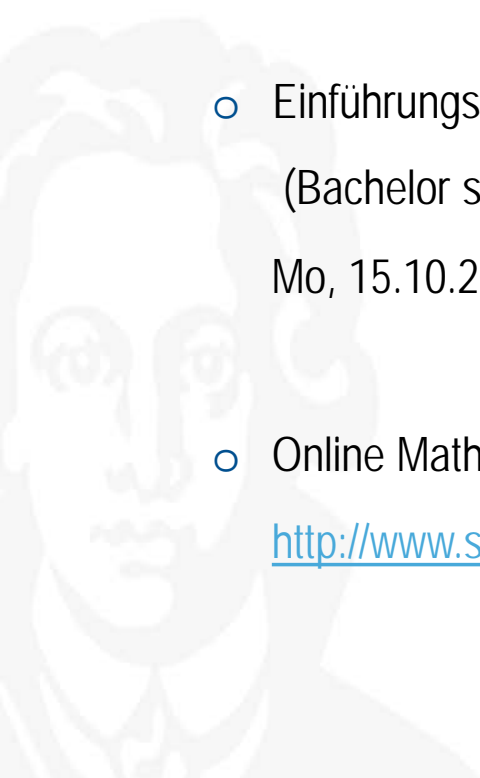 o Einführungs
(Bachelor s
Mo, 15.10.2
o Online Math
http://www.s